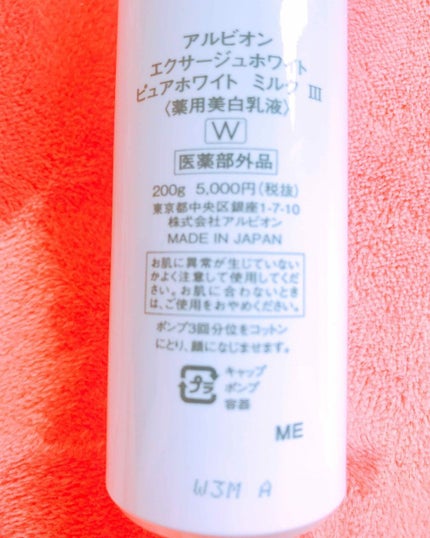 アルビオン
エクサージュホワイト
ピュアホワイト ミルク Ⅲ
〈薬用美白乳液〉
W
医薬部外品
200g 5,000円(税抜)
東京都中央区銀座1-7-10
株式会社アルビオン
MADE IN JAPAN
お肌に異常が生じていない
かよく注意して使用してくだ
さい。お肌に合わないとき
は、ご使用をおやめください。
ポンプ3回分位をコットン
にとり、顔になじませます。
プラ
キャップ
ポンプ
容器
ME
W3M A